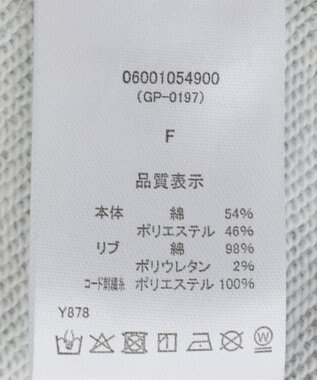 06001054900
(GP-0197)
F
品質表示
本体 綿 54%
ポリエステル 46%
リブ 綿 98%
ポリウレタン 2%
コード刺繍糸 ポリエステル 100%
Y878